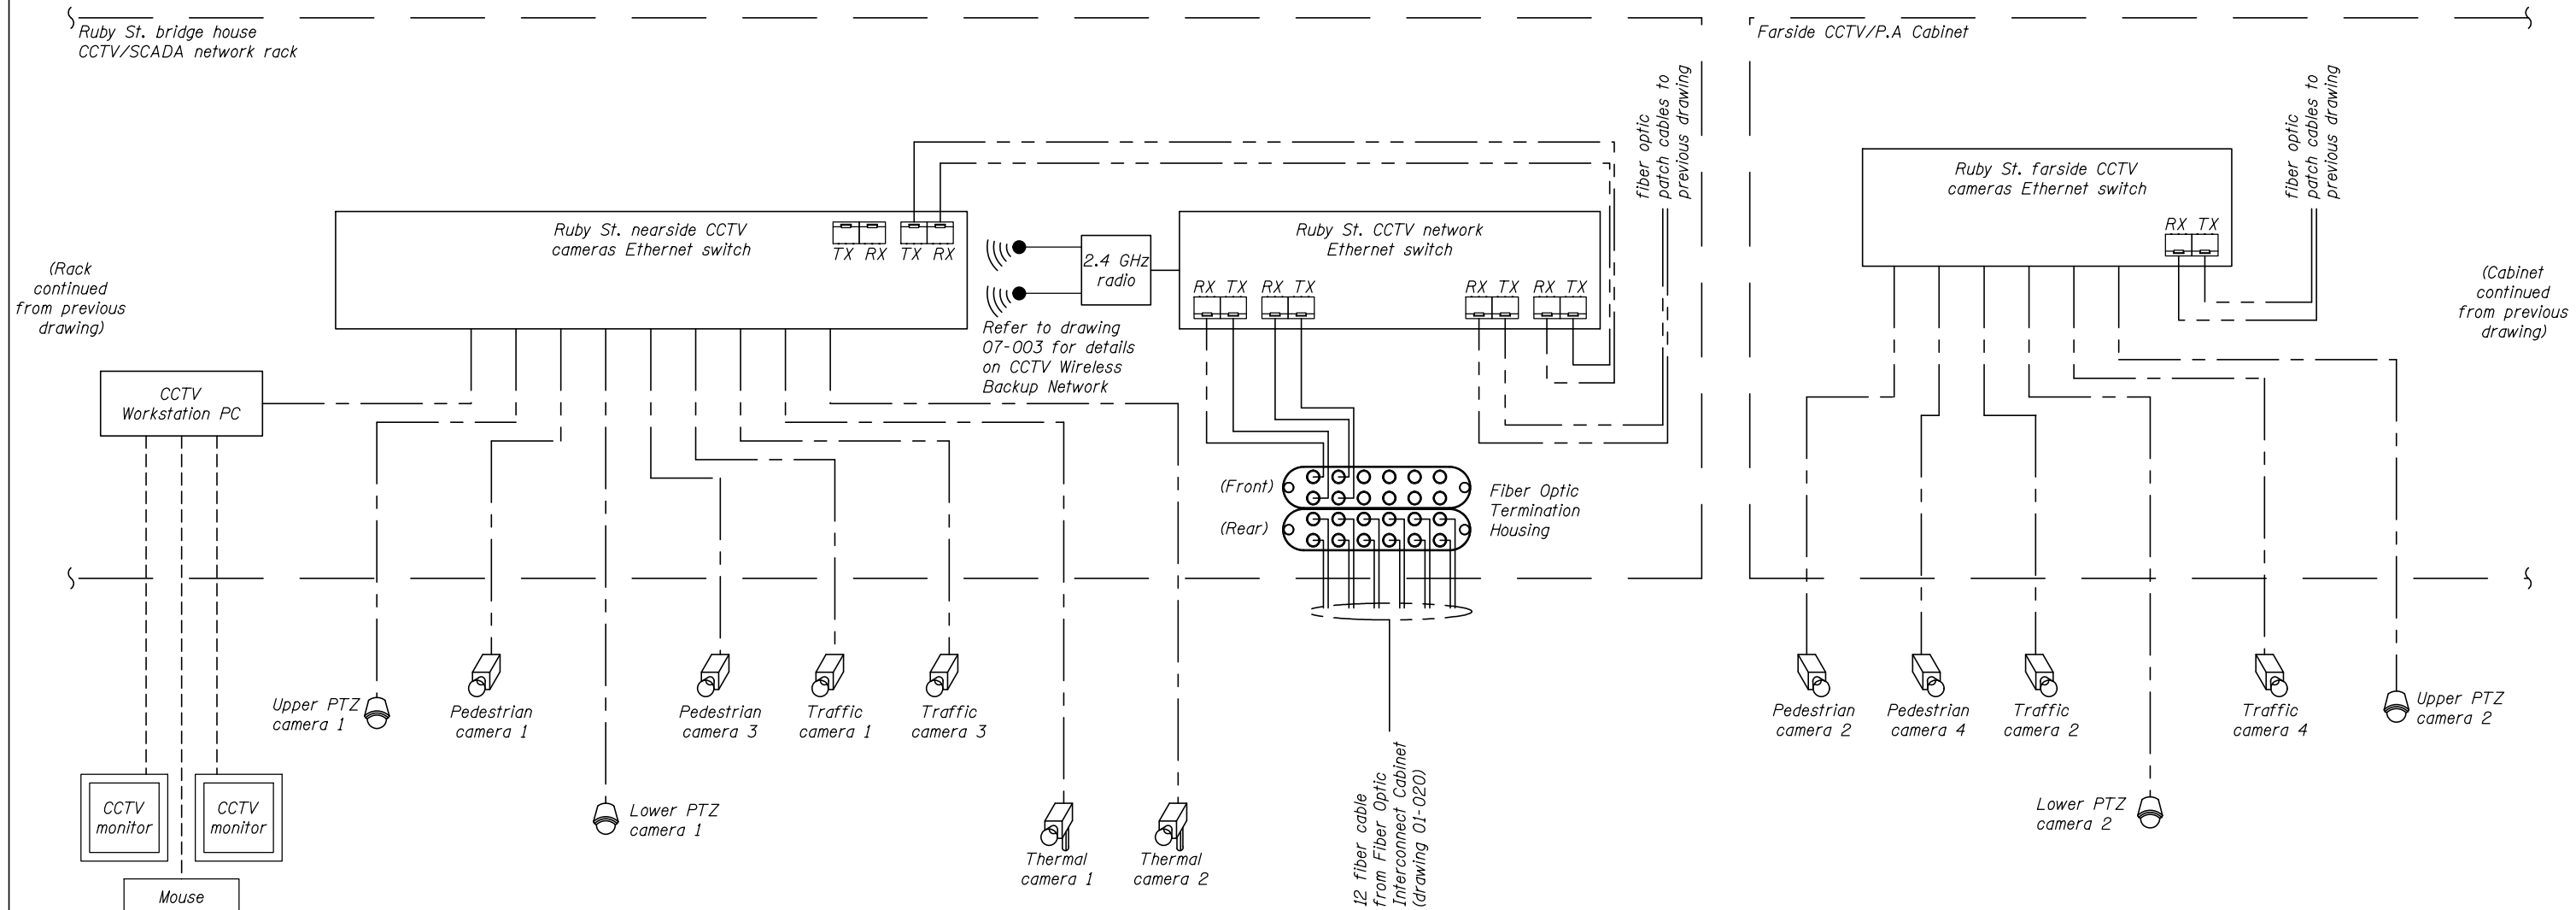 Ruby St. bridge house
CCTV/SCADA network rack
Farside CCTV/P.A Cabinet
fiber optic
patch cables to
previous drawing
fiber optic
patch cables to
previous drawing
Ruby St. nearside CCTV
cameras Ethernet switch
TX RX TX RX
2.4 GHz
radio
Ruby St. CCTV network
Ethernet switch
RX TX RX TX
RX TX RX TX
Ruby St. farside CCTV
cameras Ethernet switch
RX TX
(Rack
continued
from previous
drawing)
(Cabinet
continued
from previous
drawing)
Refer to drawing
07-003 for details
on CCTV Wireless
Backup Network
CCTV
Workstation PC
(Front)
(Rear)
Fiber Optic
Termination
Housing
Upper PTZ
camera 1
Pedestrian
camera 1
Pedestrian
camera 3
Traffic
camera 1
Traffic
camera 3
Pedestrian
camera 2
Pedestrian
camera 4
Traffic
camera 2
Traffic
camera 4
Upper PTZ
camera 2
CCTV
monitor
CCTV
monitor
Lower PTZ
camera 1
Lower PTZ
camera 2
Thermal
camera 1
Thermal
camera 2
12 fiber cable
from Fiber Optic
Interconnect Cabinet
(drawing 01-020)
Mouse